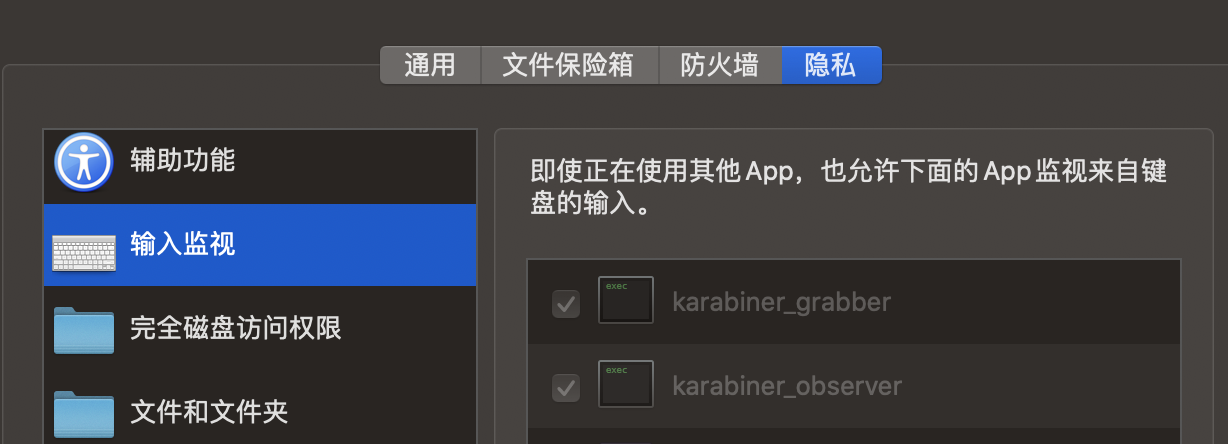 通用 文件保险箱 防火墙 隐私
辅助功能
输入监视
完全磁盘访问权限
文件和文件夹
即使正在使用其他 App，也允许下面的 App 监视来自键
盘的输入。
exec karabiner_grabber
exec karabiner_observer